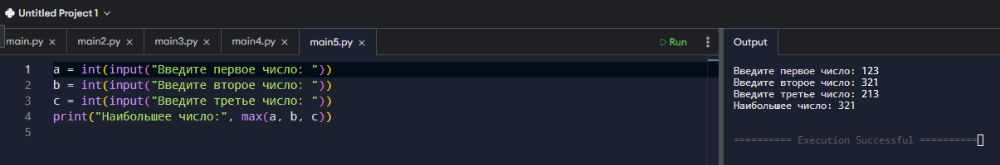 Untitled Project 1
main.py × main2.py × main3.py × main4.py × main5.py × Run Output
1 a = int(input("Введите первое число: "))
2 b = int(input("Введите второе число: "))
3 c = int(input("Введите третье число: "))
4 print("Наибольшее число:", max(a, b, c))
5
Введите первое число: 123
Введите второе число: 321
Введите третье число: 213
Наибольшее число: 321
========== Execution Successful ==========